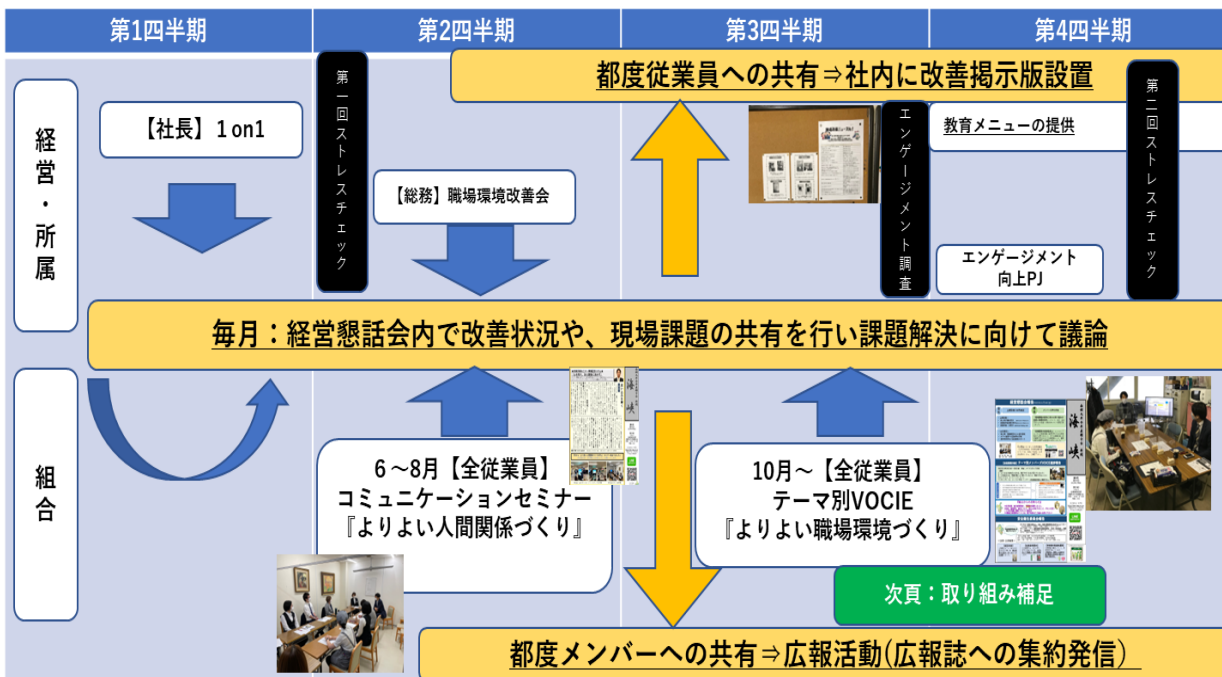 第1四半期
第2四半期
第3四半期
第4四半期
都度従業員への共有⇒社内に改善掲示版設置
経営・所属
【社長】１on1
第一回ストレスチェック
【総務】職場環境改善会
エンゲージメント調査
教育メニューの提供
エンゲージメント
向上PJ
第二回ストレスチェック
毎月：経営懇話会内で改善状況や、現場課題の共有を行い課題解決に向けて議論
組合
６～8月【全従業員】
コミュニケーションセミナー
『よりよい人間関係づくり』
海峡
10月～【全従業員】
テーマ別VOCIE
『よりよい職場環境づくり』
海峡
次頁：取り組み補足
都度メンバーへの共有⇒広報活動(広報誌への集約発信）